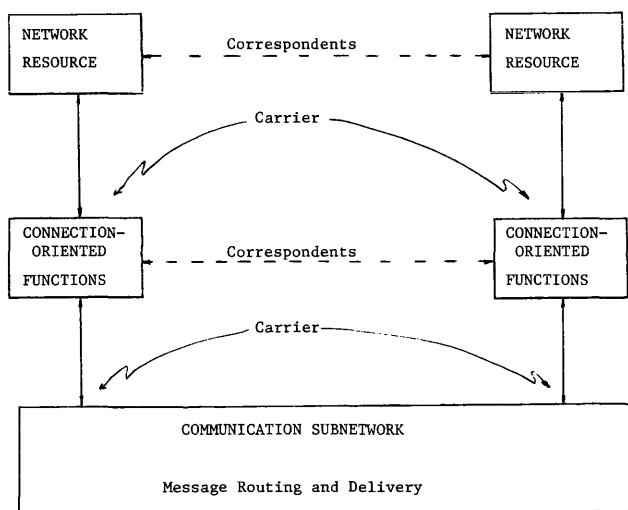 NETWORK
RESOURCE
Correspondents
NETWORK
RESOURCE
Carrier
CONNECTION-
ORIENTED
FUNCTIONS
Correspondents
CONNECTION-
ORIENTED
FUNCTIONS
Carrier
COMMUNICATION SUBNETWORK
Message Routing and Delivery